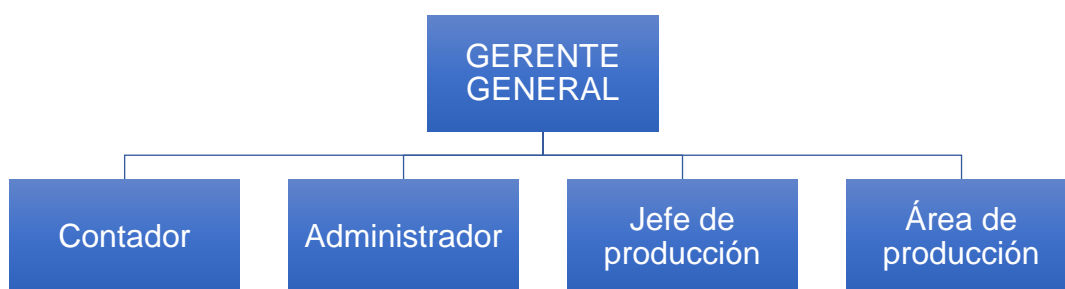 GERENTE
GENERAL
Contador
Administrador
Jefe de
producción
Área de
producción